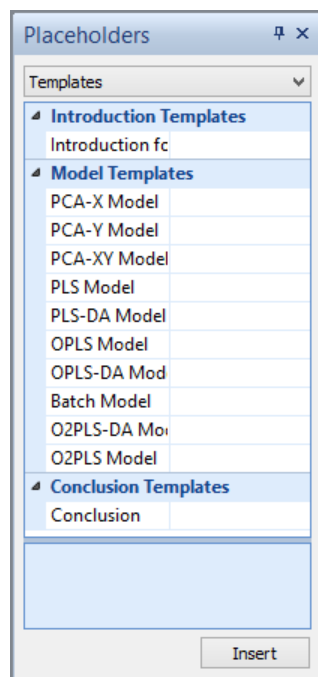 Placeholders
Templates
Introduction Templates
Introduction fc
Model Templates
PCA-X Model
PCA-Y Model
PCA-XY Model
PLS Model
PLS-DA Model
OPLS Model
OPLS-DA Mod
Batch Model
O2PLS-DA Mo
O2PLS Model
Conclusion Templates
Conclusion
Insert